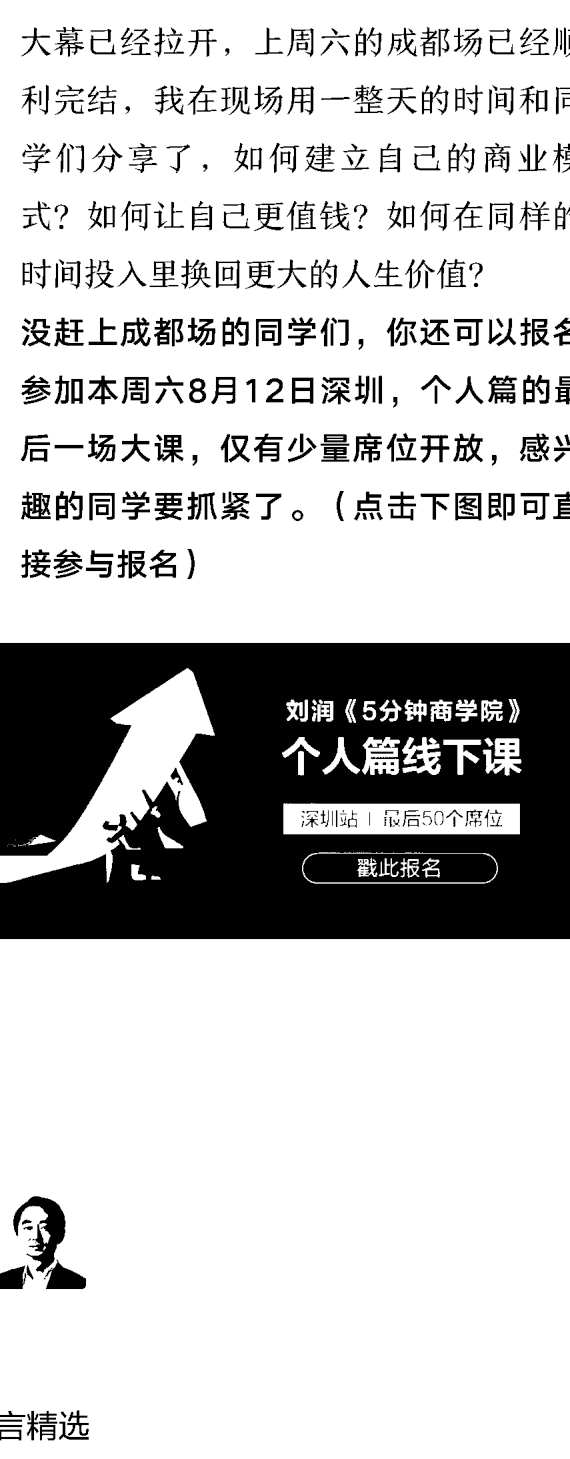 大幕已经拉开，上周六的成都场已经顺
利完结，我在现场用一整天的时间和同
学们分享了，如何建立自己的商业模
式？如何让自己更值钱？如何在同样的
时间投入里换回更大的人生价值？
没赶上成都场的同学们，你还可以报名
参加本周六8月12日深圳，个人篇的最
后一场大课，仅有少量席位开放，感兴
趣的同学要抓紧了。（点击下图即可直
接参与报名）
刘润《5分钟商学院》
个人篇线下课
深圳站 | 最后50个席位
戳此报名
言精选